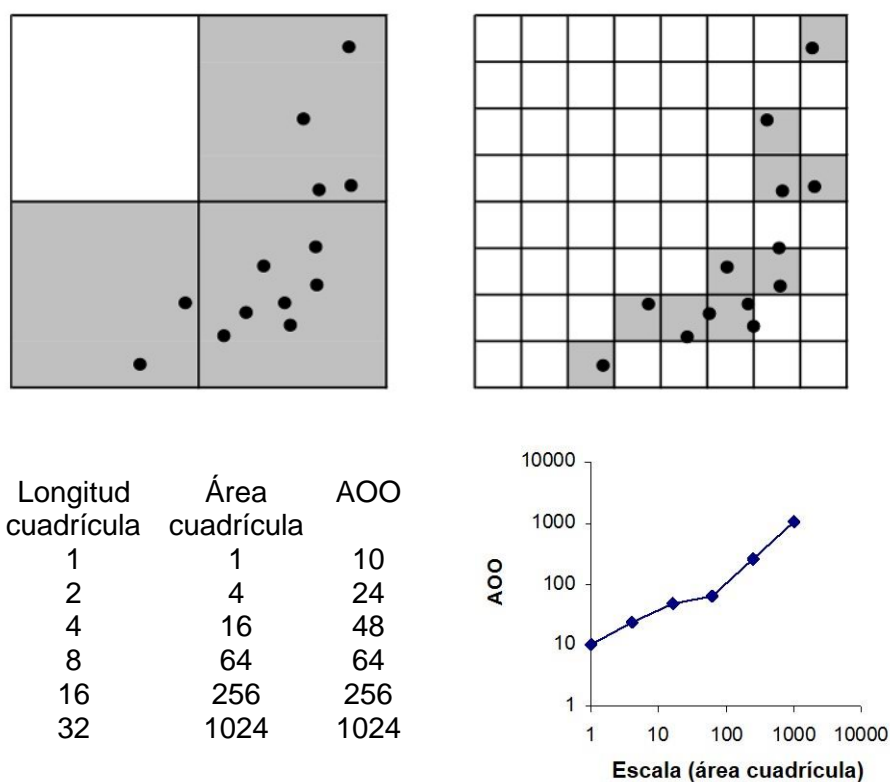 Longitud Área AOO
cuadrícula cuadrícula
1 1 10
2 4 24
4 16 48
8 64 64
16 256 256
32 1024 1024
10000
1000
100
10
1
AOO
1 10 100 1000 10000
Escala (área cuadrícula)